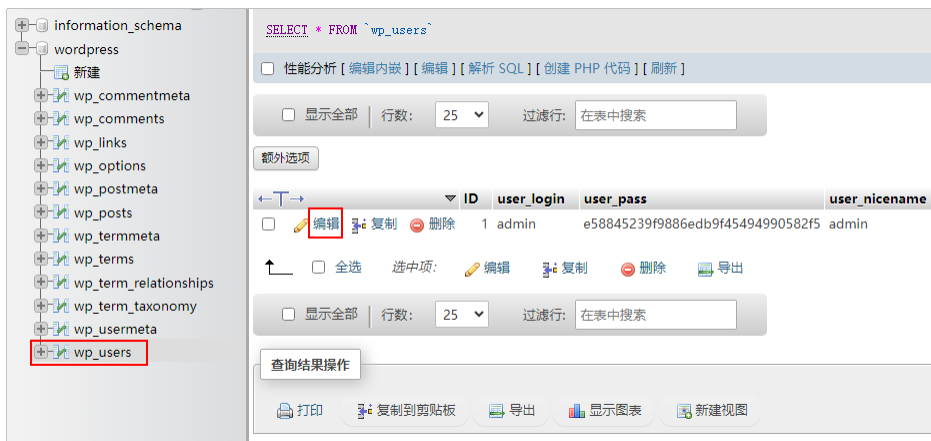 information_schema
wordpress
新建
wp_commentmeta
wp_comments
wp_links
wp_options
wp_postmeta
wp_posts
wp_termmeta
wp_terms
wp_term_relationships
wp_term_taxonomy
wp_usermeta
wp_users
SELECT * FROM `wp_users`
性能分析 [ 编辑内嵌 ] [ 编辑 ] [ 解析 SQL ] [ 创建 PHP 代码 ] [ 刷新 ]
显示全部 行数: 25 过滤行: 在表中搜索
额外选项
ID user_login user_pass user_nicename
编辑 复制 删除 1 admin e58845239f9886edb9f45494990582f5 admin
全选 选中项: 编辑 复制 删除 导出
显示全部 行数: 25 过滤行: 在表中搜索
查询结果操作
打印 复制到剪贴板 导出 显示图表 新建视图